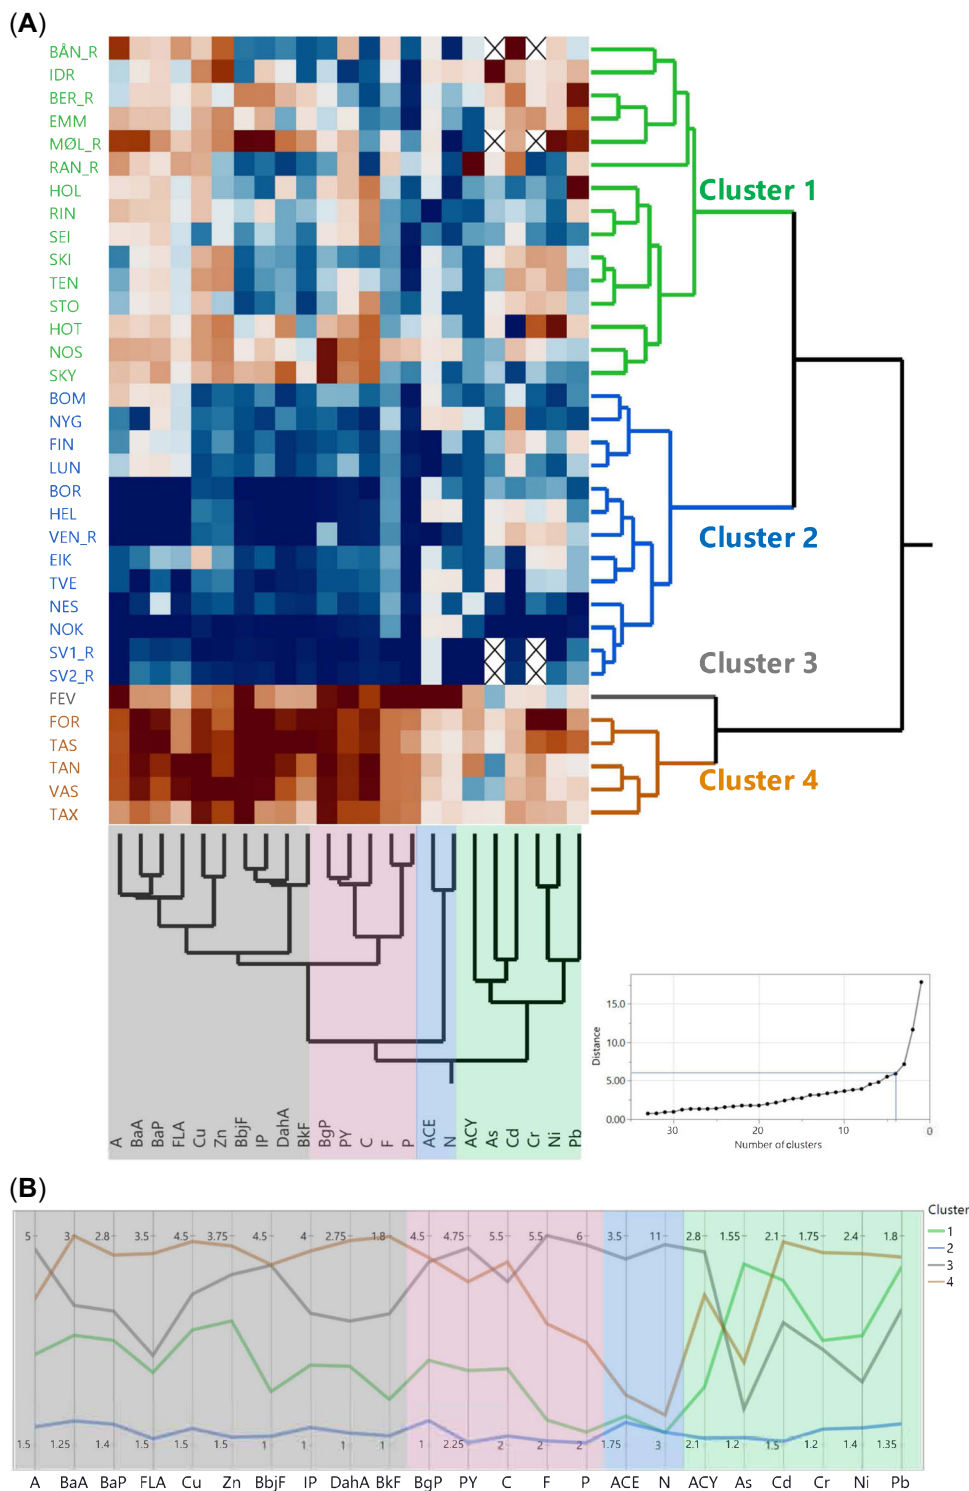 (A)
BÅN_R
IDR
BER_R
EMM
MØL_R
RAN_R
HOL
RIN
SEI
SKI
TEN
STO
HOT
NOS
SKY
BOM
NYG
FIN
LUN
BOR
HEL
VEN_R
EIK
TVE
NES
NOK
SV1_R
SV2_R
FEV
FOR
TAS
TAN
VAS
TAX
Cluster 1
Cluster 2
Cluster 3
Cluster 4
A BaA BaP FLA Cu Zn BbjF IP DahA BkF BgP PY C F P ACE N ACY As Cd Cr Ni Pb
Distance
15.0
10.0
5.00
0.00
30 20 10 0
Number of clusters
(B)
5 3 2.8 3.5 4.5 3.75 4.5 4 2.75 1.8 4.5 4.75 5.5 5.5 6 3.5 11 2.8 1.55 2.1 1.75 2.4 1.8
1.5 1.25 1.4 1.5 1.5 1.5 1 1 1 1 1 2.25 2 2 2 1.75 3 2.1 1.2 1.5 1.2 1.4 1.35
A BaA BaP FLA Cu Zn BbjF IP DahA BkF BgP PY C F P ACE N ACY As Cd Cr Ni Pb
Cluster
1
2
3
4